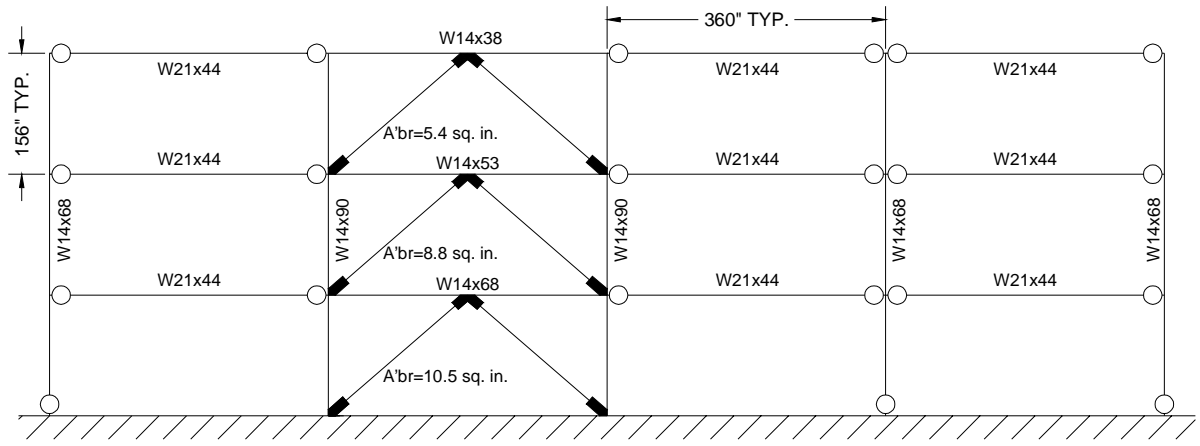 360" TYP.
W14x38
W21x44
W21x44
W21x44
156" TYP.
A'br=5.4 sq. in.
W14x53
W21x44
W21x44
W21x44
W14x68
W14x90
W14x90
W14x68
W14x68
A'br=8.8 sq. in.
W14x68
W21x44
W21x44
W21x44
A'br=10.5 sq. in.